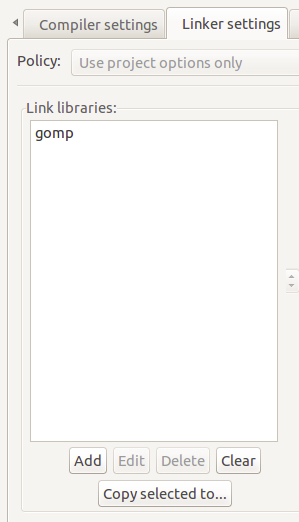 Compiler settings Linker settings
Policy: Use project options only
Link libraries:
gomp
Add Edit Delete Clear
Copy selected to...